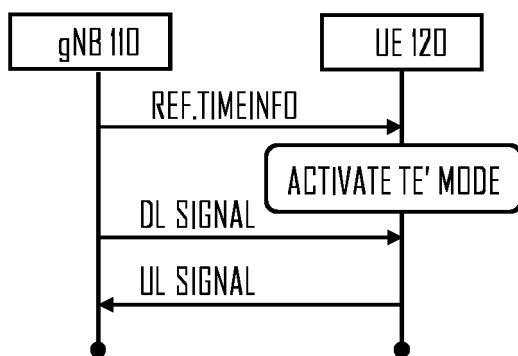 gNB 110
UE 120
REF.TIMEINFO
ACTIVATE TE' MODE
DL SIGNAL
UL SIGNAL